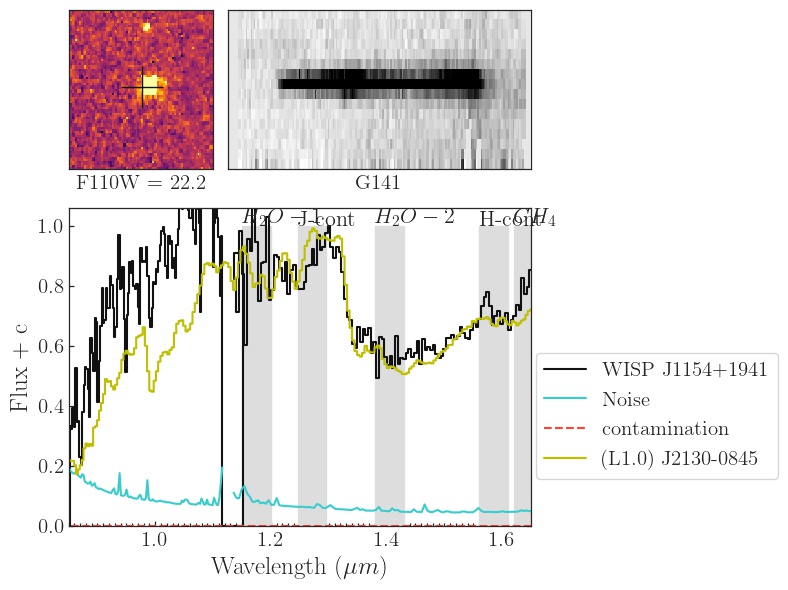 F110W = 22.2
G141
H₂O − 1
J-cont
H₂O − 2
H-cont
CH₄
1.0
0.8
0.6
0.4
0.2
0.0
Flux + c
1.0
1.2
1.4
1.6
Wavelength (μm)
WISP J1154+1941
Noise
contamination
(L1.0) J2130-0845